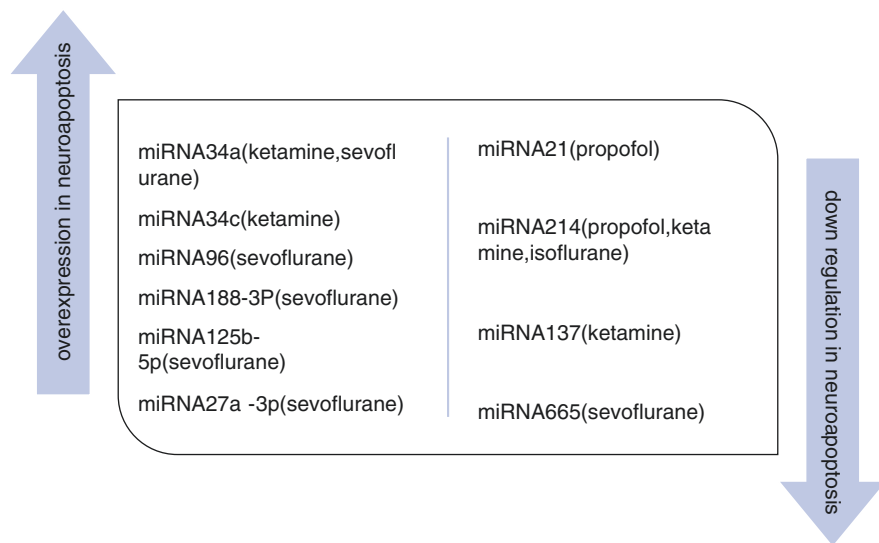 overexpression in neuroapoptosis
miRNA34a(ketamine,sevofl
urane)
miRNA34c(ketamine)
miRNA96(sevoflurane)
miRNA188-3P(sevoflurane)
miRNA125b-
5p(sevoflurane)
miRNA27a -3p(sevoflurane)
miRNA21(propofol)
miRNA214(propofol,keta
mine,isoflurane)
miRNA137(ketamine)
miRNA665(sevoflurane)
down regulation in neuroapoptosis